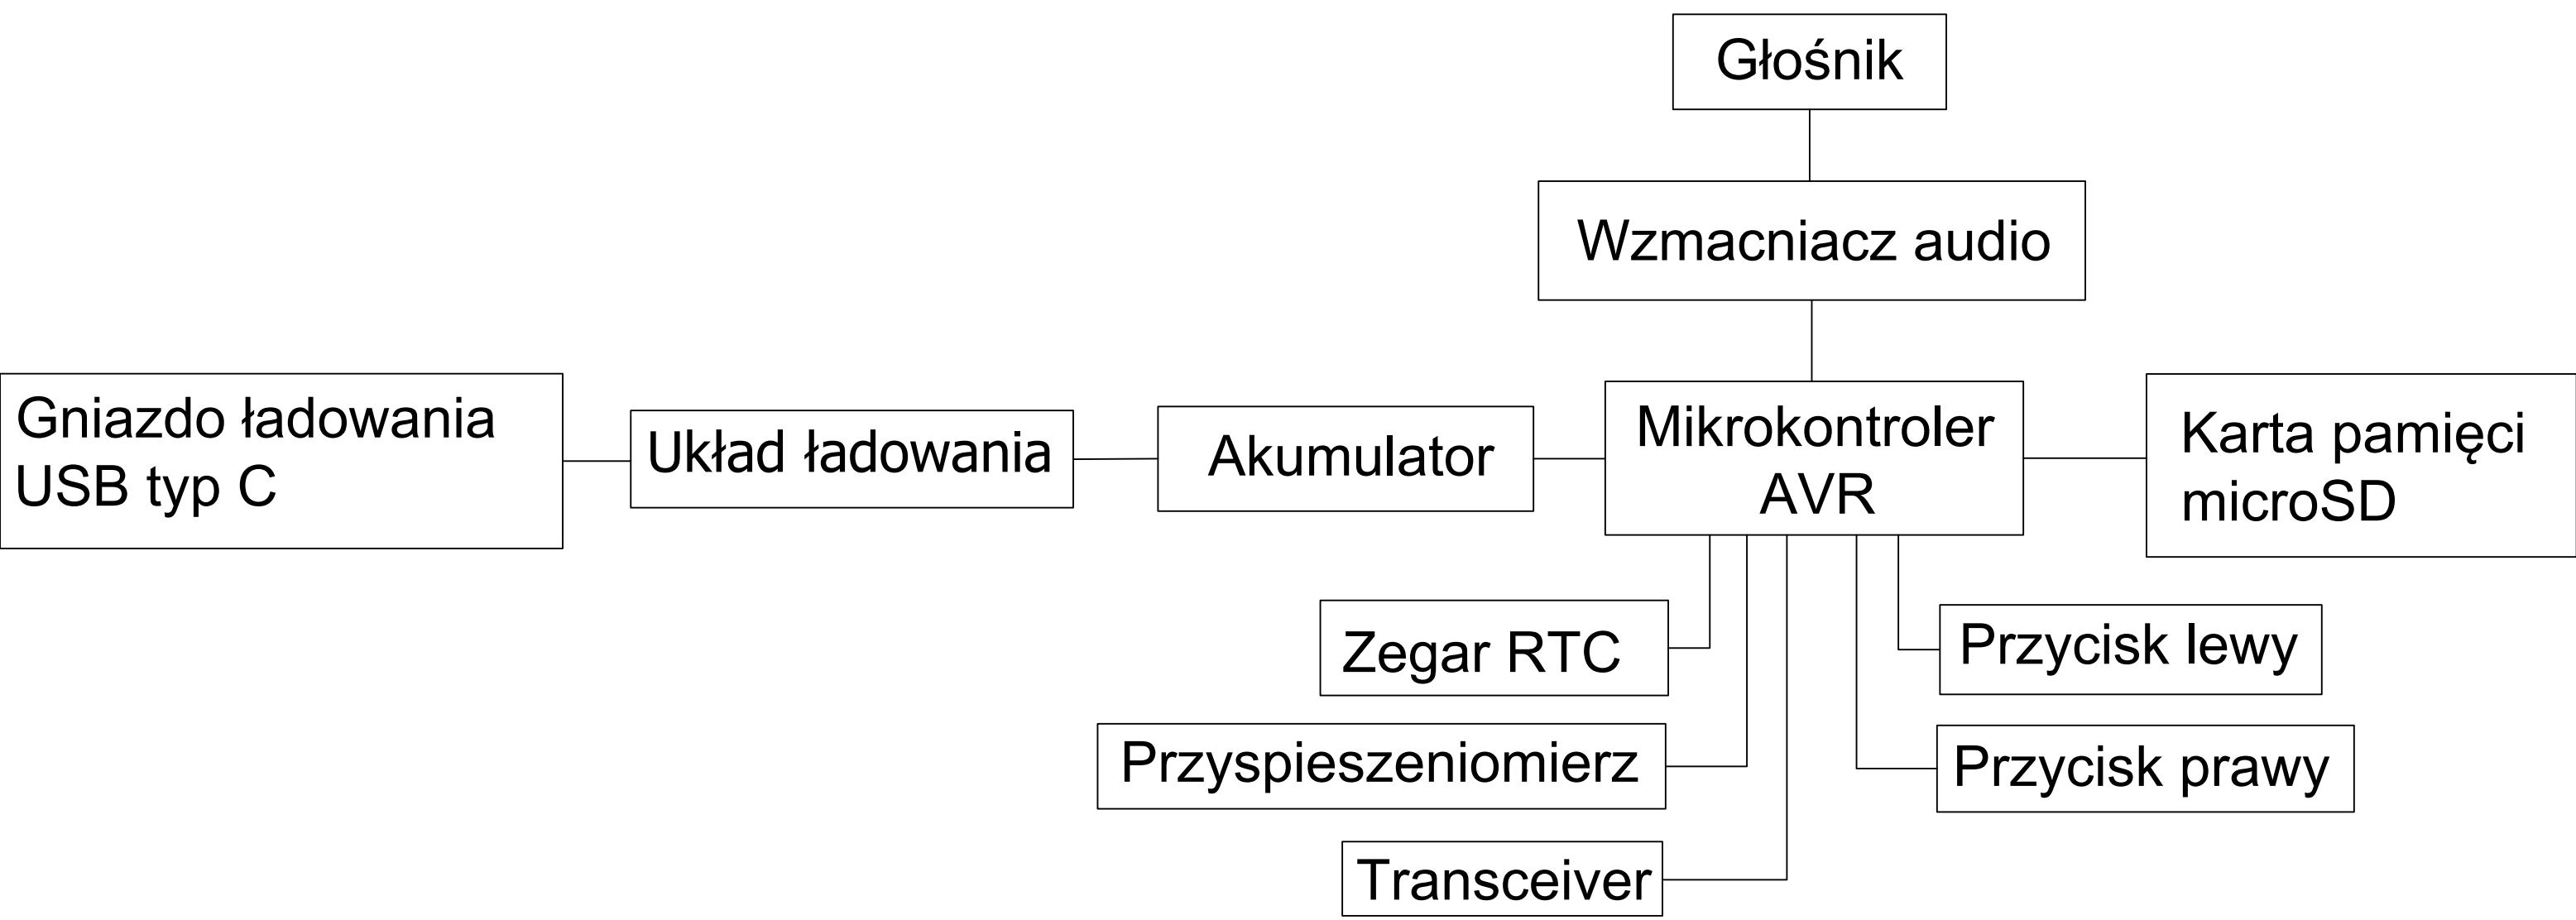 Głośnik
Wzmacniacz audio
Gniazdo ładowania
USB typ C
Układ ładowania
Akumulator
Mikrokontroler
AVR
Karta pamięci
microSD
Zegar RTC
Przycisk lewy
Przyspieszeniomierz
Przycisk prawy
Transceiver